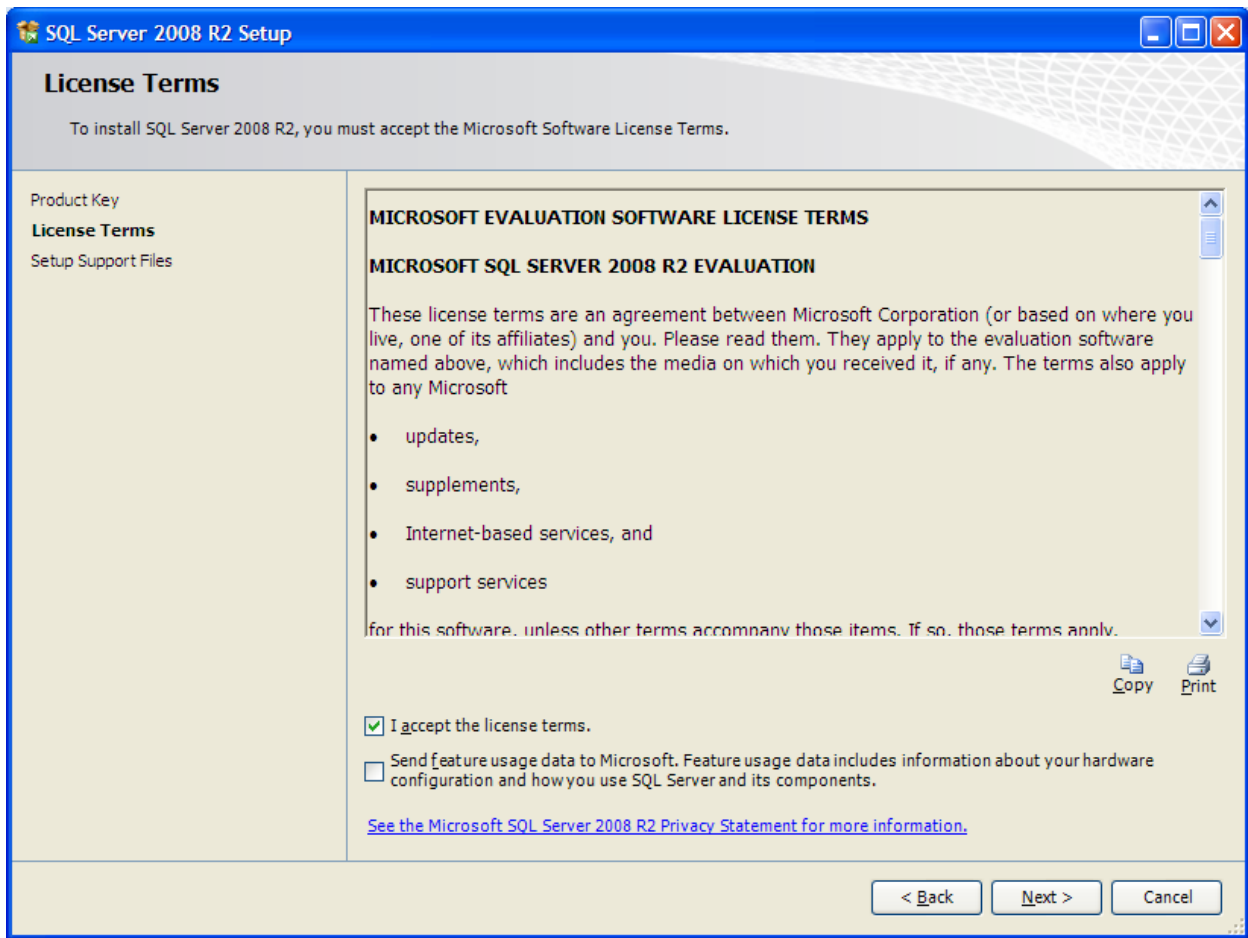 SQL Server 2008 R2 Setup
License Terms
To install SQL Server 2008 R2, you must accept the Microsoft Software License Terms.
Product Key
License Terms
Setup Support Files
MICROSOFT EVALUATION SOFTWARE LICENSE TERMS
MICROSOFT SQL SERVER 2008 R2 EVALUATION
These license terms are an agreement between Microsoft Corporation (or based on where you
live, one of its affiliates) and you. Please read them. They apply to the evaluation software
named above, which includes the media on which you received it, if any. The terms also apply
to any Microsoft
• updates,
• supplements,
• Internet-based services, and
• support services
for this software, unless other terms accompany those items. If so, those terms apply.
Copy Print
I accept the license terms.
Send feature usage data to Microsoft. Feature usage data includes information about your hardware
configuration and how you use SQL Server and its components.
See the Microsoft SQL Server 2008 R2 Privacy Statement for more information.
< Back Next > Cancel